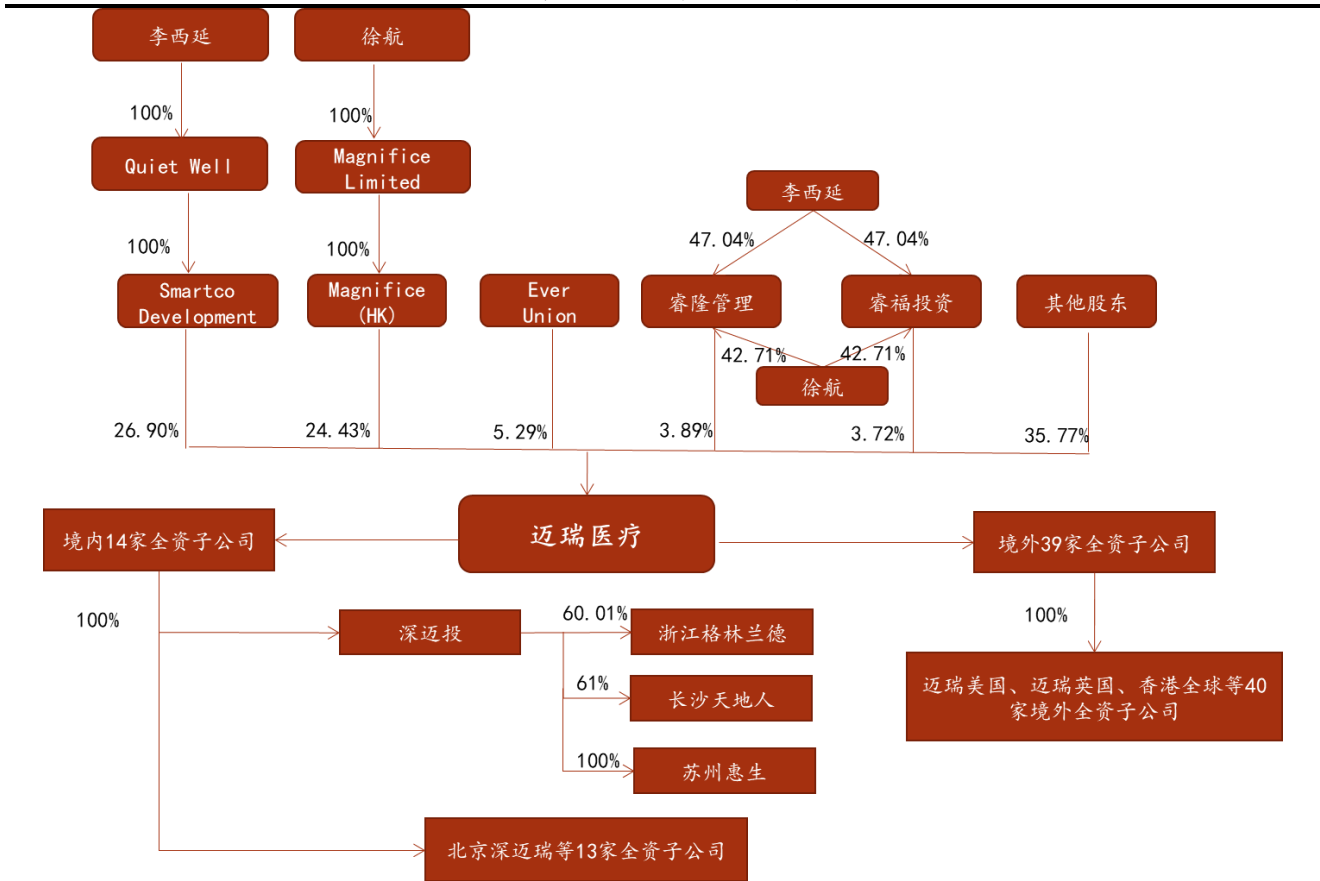 李西延
徐航
100%
100%
Quiet Well
Magnifice
Limited
李西延
100%
100%
47.04%
47.04%
Smartco
Development
Magnifice
(HK)
Ever
Union
睿隆管理
睿福投资
其他股东
42.71%
42.71%
徐航
26.90%
24.43%
5.29%
3.89%
3.72%
35.77%
境内14家全资子公司
迈瑞医疗
境外39家全资子公司
100%
100%
深迈投
60.01%
浙江格林兰德
61%
长沙天地人
迈瑞美国、迈瑞英国、香港全球等40
家境外全资子公司
100%
苏州惠生
北京深迈瑞等13家全资子公司